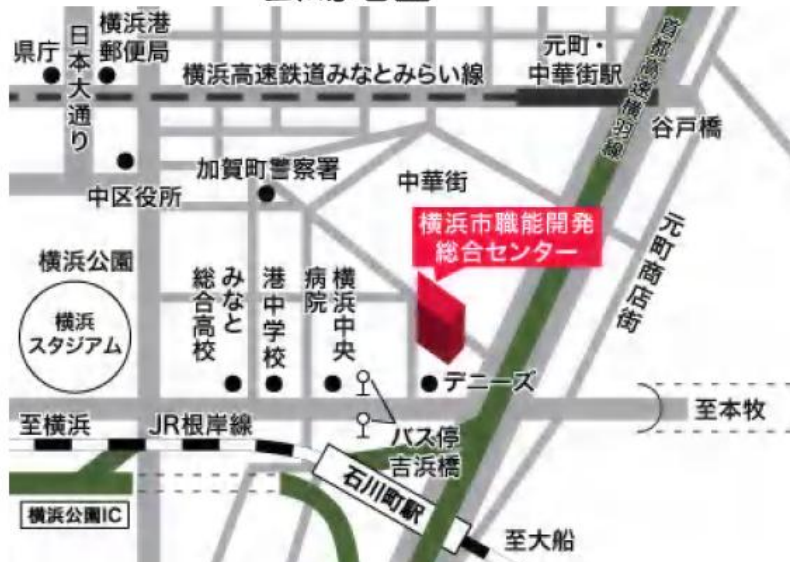 横浜港
郵便局
県庁
日本大通り
横浜高速鉄道みなとみらい線
元町・
中華街駅
首都高速横羽線
谷戸橋
中区役所
加賀町警察署
中華街
横浜市職能開発
総合センター
元町商店街
横浜公園
横浜
スタジアム
みなと
総合高校
港中学校
横浜中央
病院
デニーズ
至横浜
JR根岸線
バス停
吉浜橋
至本牧
石川町駅
横浜公園IC
至大船